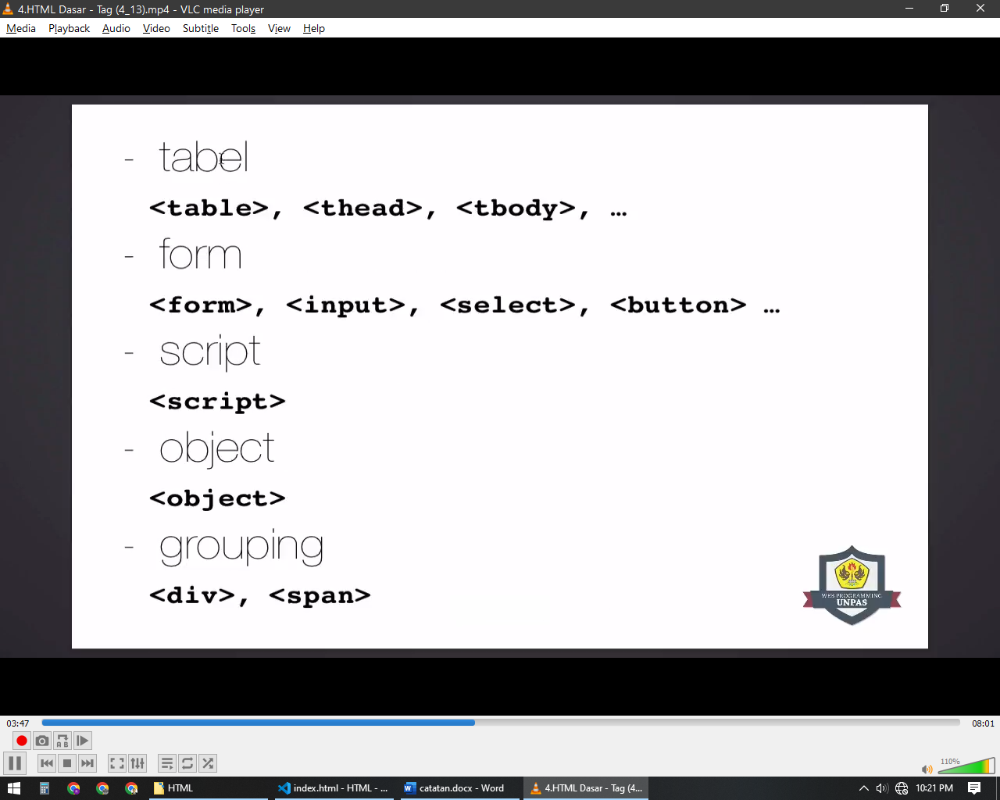 4.HTML Dasar - Tag (4_13).mp4 - VLC media player
Media Playback Audio Video Subtitle Tools View Help
- tabel
<table>, <thead>, <tbody>, …
- form
<form>, <input>, <select>, <button> …
- script
<script>
- object
<object>
- grouping
<div>, <span>
WEB PROGRAMMING
UNPAS
03:47
08:01
A B
110%
HTML
index.html - HTML - ...
catatan.docx - Word
4.HTML Dasar - Tag (4...
10:21 PM